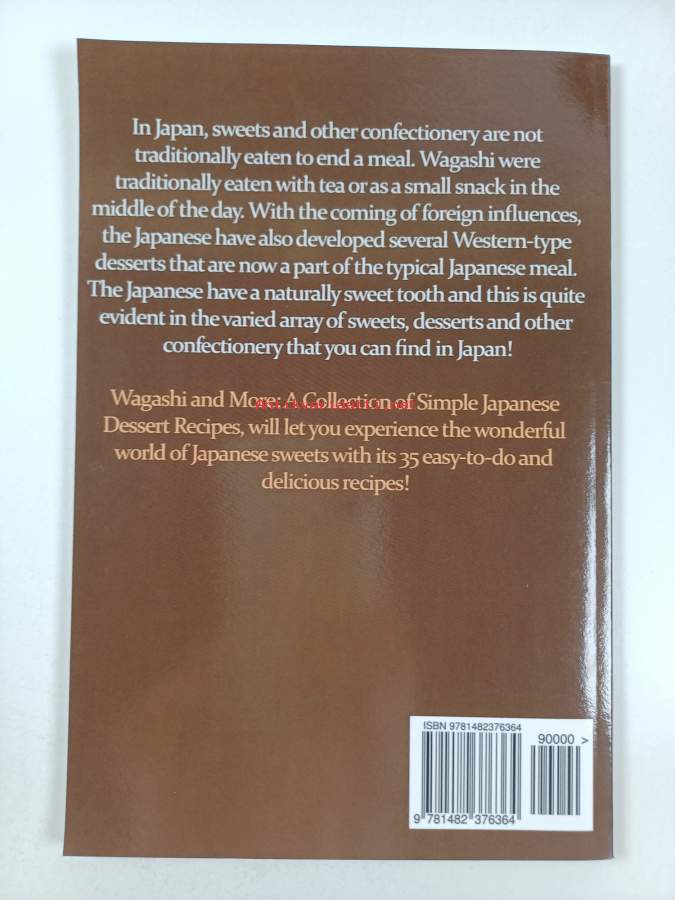 In Japan, sweets and other confectionery are not
traditionally eaten to end a meal. Wagashi were
traditionally eaten with tea or as a small snack in the
middle of the day. With the coming of foreign influences,
the Japanese have also developed several Western-type
desserts that are now a part of the typical Japanese meal.
The Japanese have a naturally sweet tooth and this is quite
evident in the varied array of sweets, desserts and other
confectionery that you can find in Japan!
Wagashi and More: A Collection of Simple Japanese
Dessert Recipes, will let you experience the wonderful
world of Japanese sweets with its 35 easy-to-do and
delicious recipes!
ISBN 9781482376364
90000 >
9 781482 376364